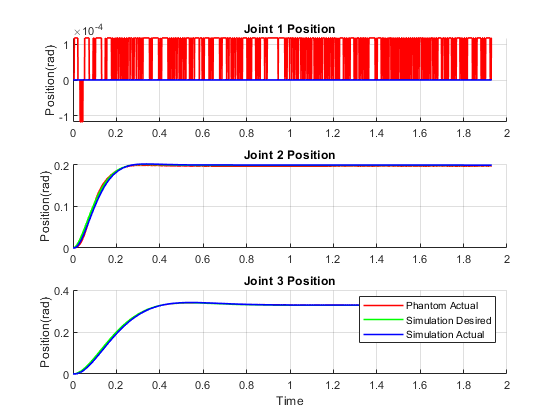 Joint 1 Position
×10⁻⁴
1
0
-1
Position(rad)
0 0.2 0.4 0.6 0.8 1 1.2 1.4 1.6 1.8 2
Joint 2 Position
0.2
0.1
0
Position(rad)
0 0.2 0.4 0.6 0.8 1 1.2 1.4 1.6 1.8 2
Joint 3 Position
0.4
0.2
0
Position(rad)
Phantom Actual
Simulation Desired
Simulation Actual
0 0.2 0.4 0.6 0.8 1 1.2 1.4 1.6 1.8 2
Time